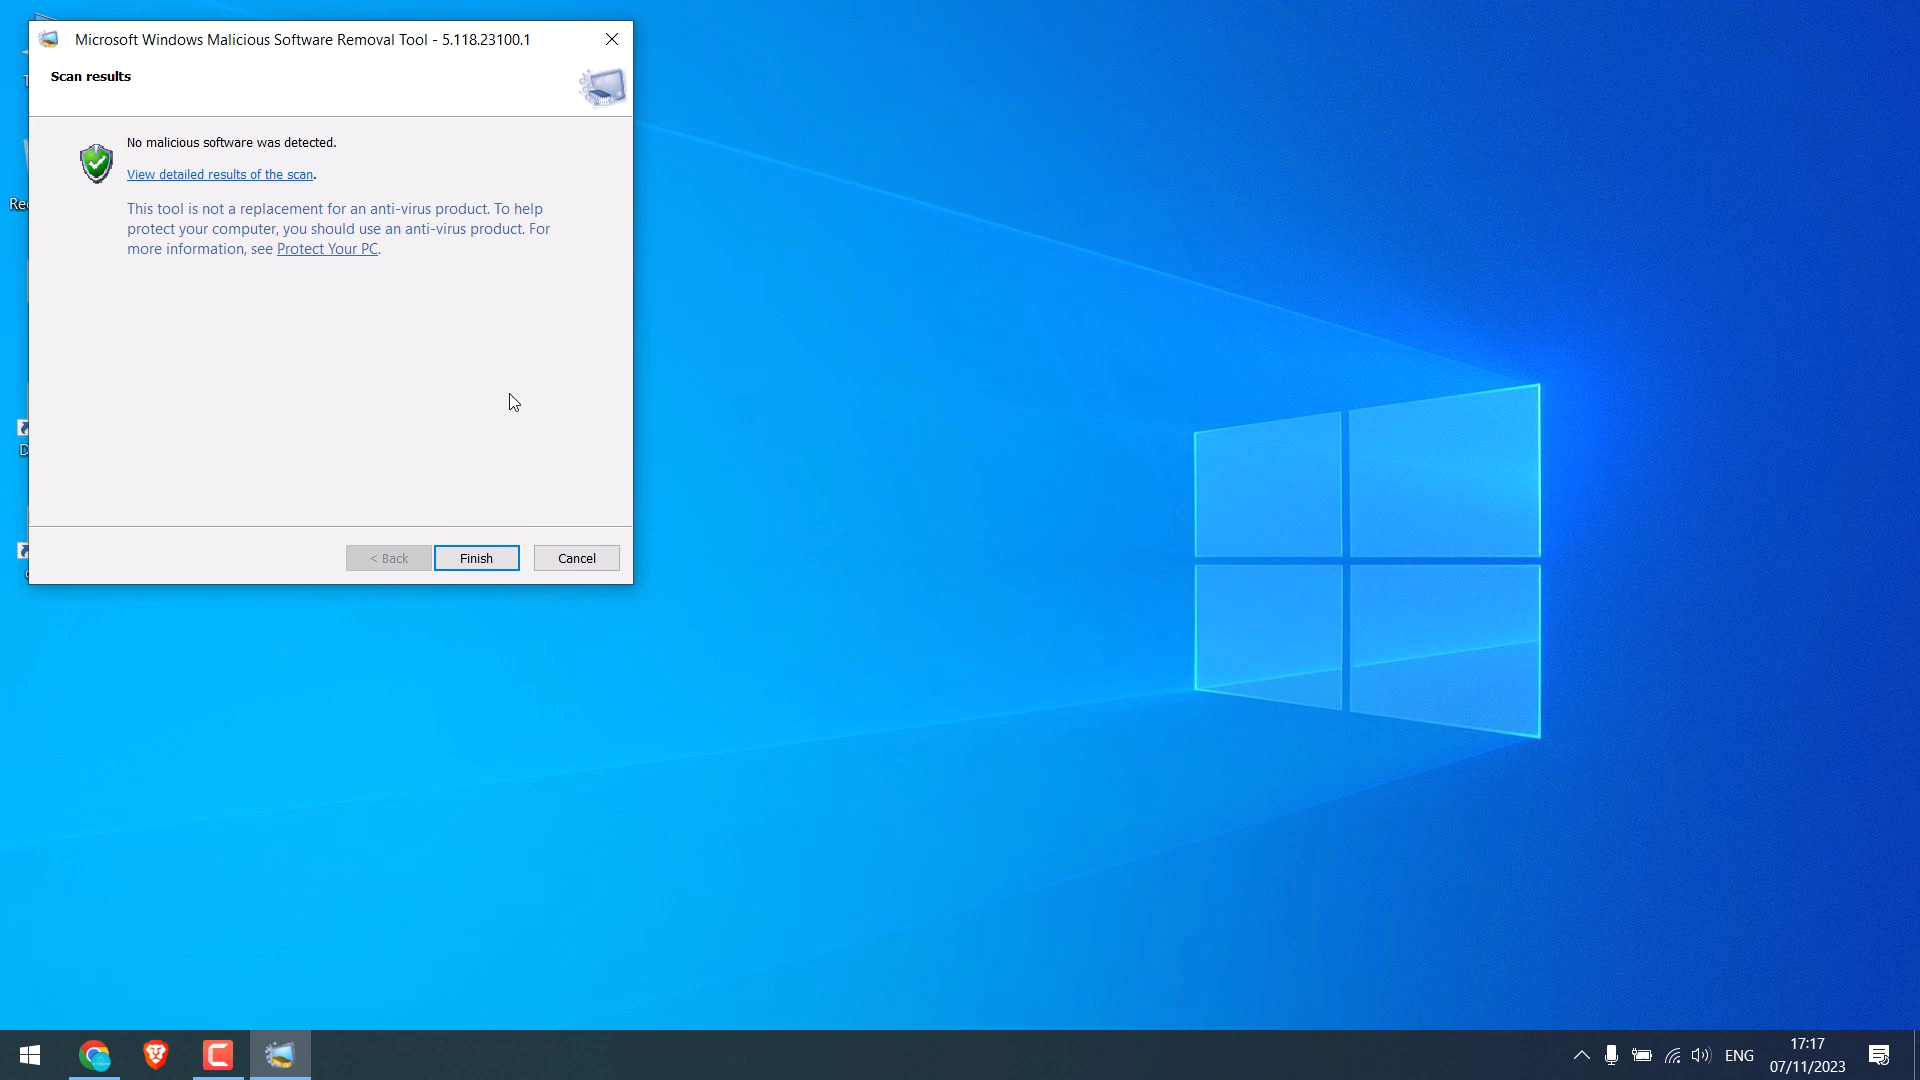 Microsoft Windows Malicious Software Removal Tool - 5.118.23100.1
Scan results
No malicious software was detected.
View detailed results of the scan.
This tool is not a replacement for an anti-virus product. To help
protect your computer, you should use an anti-virus product. For
more information, see Protect Your PC.
< Back
Finish
Cancel
ENG
17:17
07/11/2023